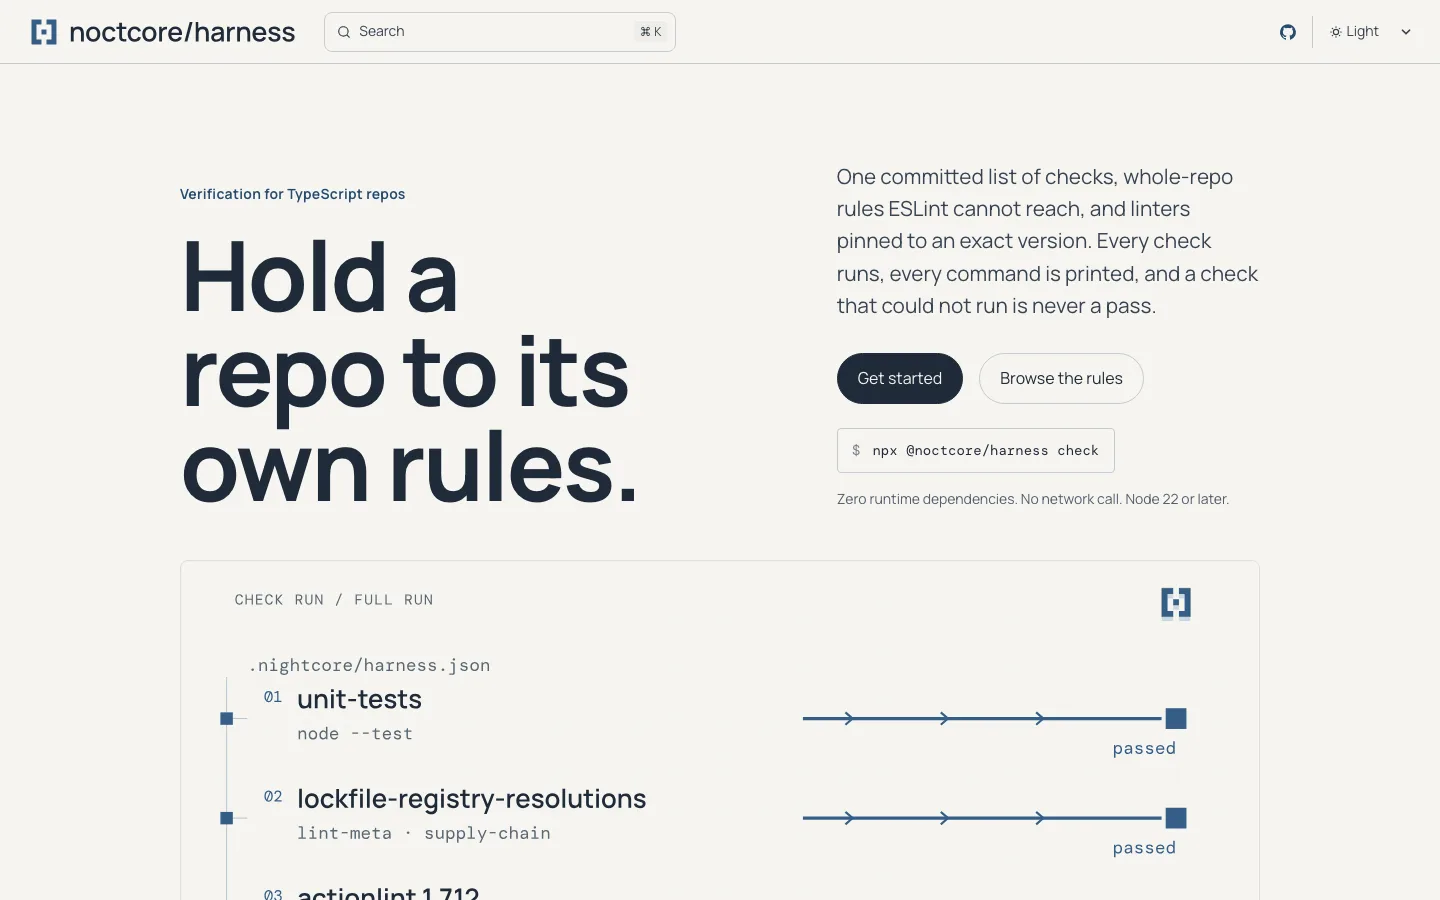 noctcore/harness
Search
⌘ K
Light
Verification for TypeScript repos
Hold a
repo to its
own rules.
One committed list of checks, whole-repo
rules ESLint cannot reach, and linters
pinned to an exact version. Every check
runs, every command is printed, and a check
that could not run is never a pass.
Get started
Browse the rules
$ npx @noctcore/harness check
Zero runtime dependencies. No network call. Node 22 or later.
CHECK RUN / FULL RUN
.nightcore/harness.json
01 unit-tests
node --test
passed
02 lockfile-registry-resolutions
lint-meta · supply-chain
passed
03 actionlint 1.7.12